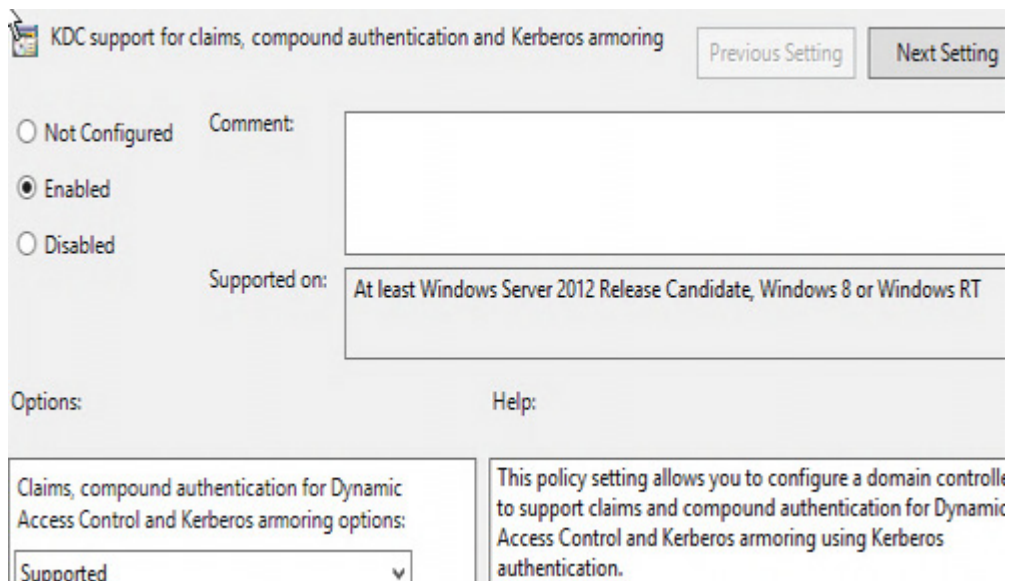 KDC support for claims, compound authentication and Kerberos armoring
Previous Setting
Next Setting
Not Configured
Comment:
Enabled
Disabled
Supported on:
At least Windows Server 2012 Release Candidate, Windows 8 or Windows RT
Options:
Help:
Claims, compound authentication for Dynamic
Access Control and Kerberos armoring options:
Supported
This policy setting allows you to configure a domain controlle
to support claims and compound authentication for Dynamic
Access Control and Kerberos armoring using Kerberos
authentication.